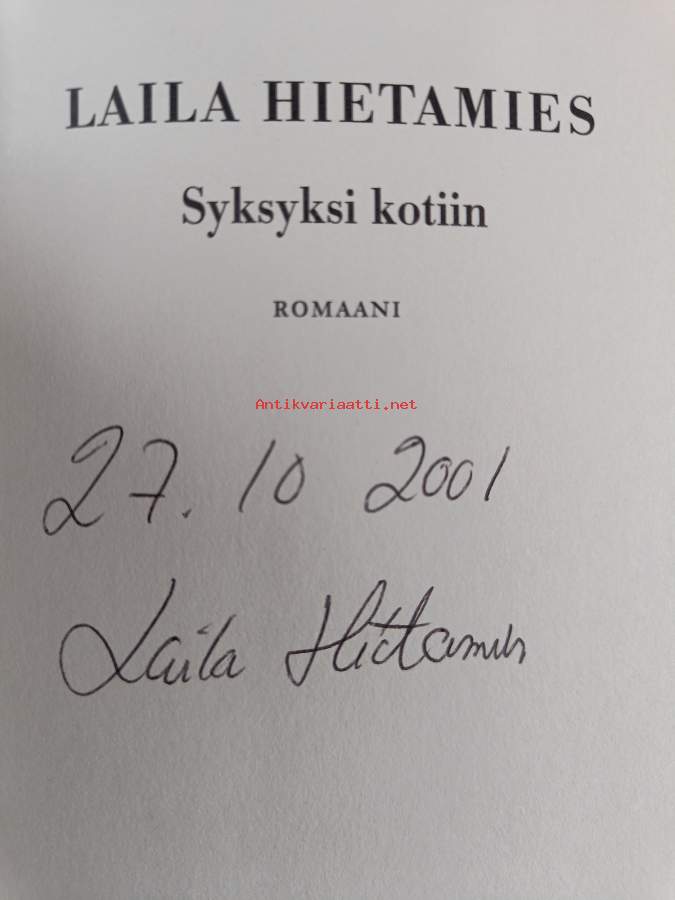 LAILA HIETAMIES
Syksyksi kotiin
ROMAANI
Antikvariaatti.net
27. 10 2001
Laila Hietamies